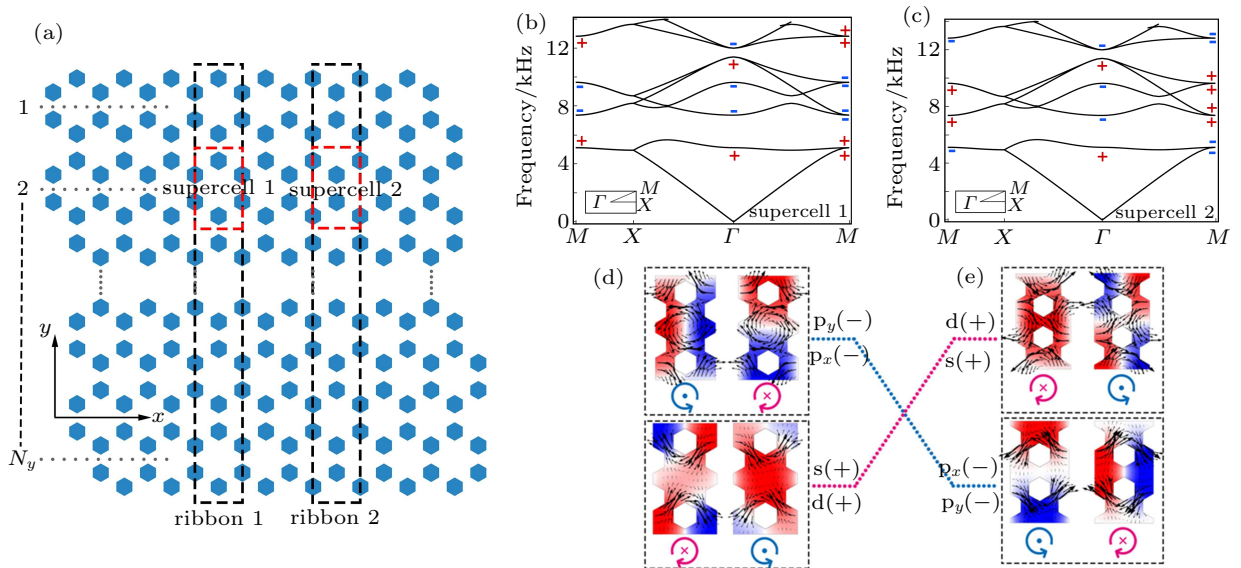 (a)
1
2
N_y
y
x
supercell 1
supercell 2
ribbon 1
ribbon 2
(b)
Frequency/kHz
12
8
4
0
+ − +
+
− + −
− − −
− − −
+ + +
+
Γ M
X
supercell 1
M X Γ M
(c)
Frequency/kHz
12
8
4
0
− − −
−
+ + +
+ − +
+ − +
+
− + −
−
Γ M
X
supercell 2
M X Γ M
(d)
p_y(−)
p_x(−)
s(+)
d(+)
(e)
d(+)
s(+)
p_x(−)
p_y(−)